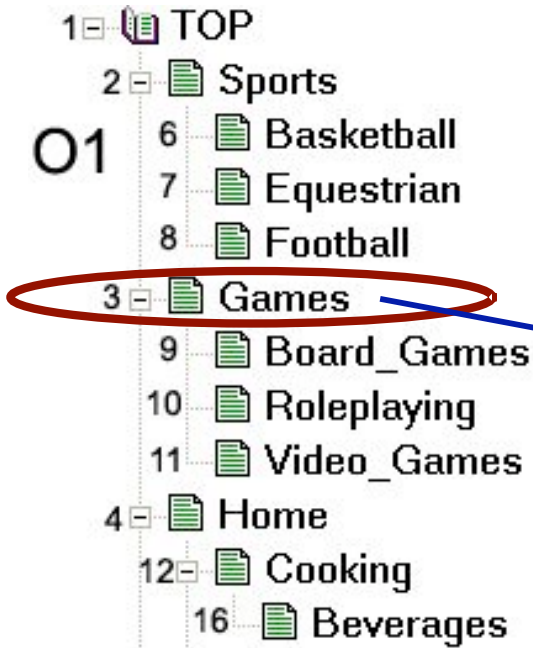 1 TOP
2 Sports
O1
6 Basketball
7 Equestrian
8 Football
3 Games
9 Board_Games
10 Roleplaying
11 Video_Games
4 Home
12 Cooking
16 Beverages